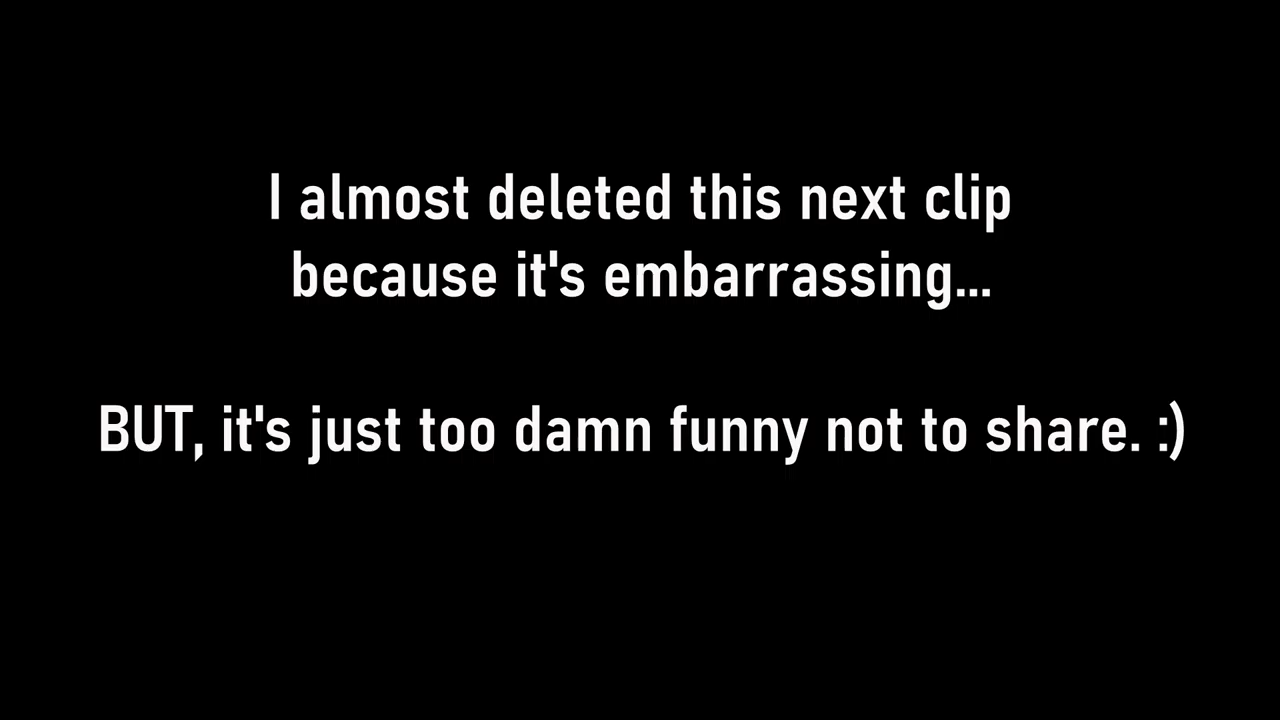 I almost deleted this next clip
because it's embarrassing...
BUT, it's just too damn funny not to share. :)